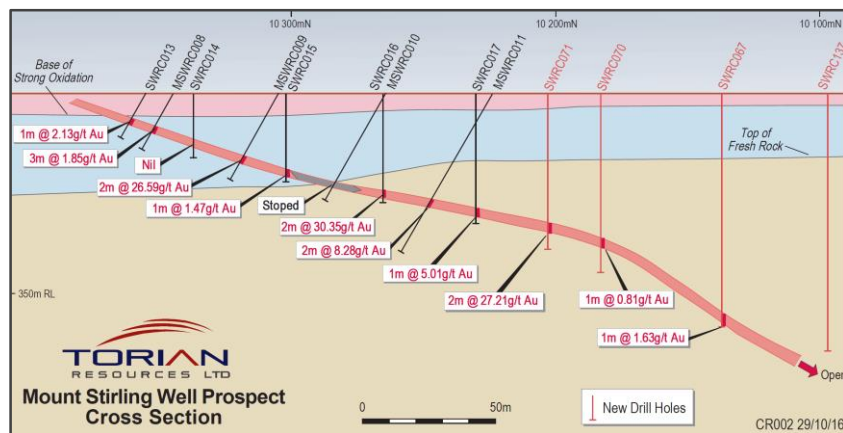 10 300mN
10 200mN
10 100mN
SWRC013
MSWRC008
SWRC014
MSWRC009
SWRC015
SWRC016
MSWRC010
SWRC017
MSWRC011
SWRC071
SWRC070
SWRC067
SWRC137
Base of
Strong Oxidation
Top of
Fresh Rock
1m @ 2.13g/t Au
3m @ 1.85g/t Au
Nil
2m @ 26.59g/t Au
1m @ 1.47g/t Au
Stoped
2m @ 30.35g/t Au
2m @ 8.28g/t Au
1m @ 5.01g/t Au
2m @ 27.21g/t Au
1m @ 0.81g/t Au
1m @ 1.63g/t Au
350m RL
Open
TORIAN
RESOURCES LTD
Mount Stirling Well Prospect
Cross Section
0
50m
New Drill Holes
CR002 29/10/16